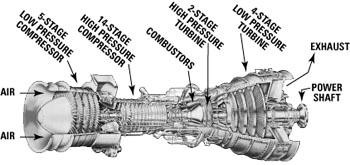 5-STAGE
LOW PRESSURE
COMPRESSOR
14-STAGE
HIGH PRESSURE
COMPRESSOR
COMBUSTORS
2-STAGE
HIGH PRESSURE
TURBINE
4-STAGE
LOW PRESSURE
TURBINE
EXHAUST
POWER
SHAFT
AIR
AIR